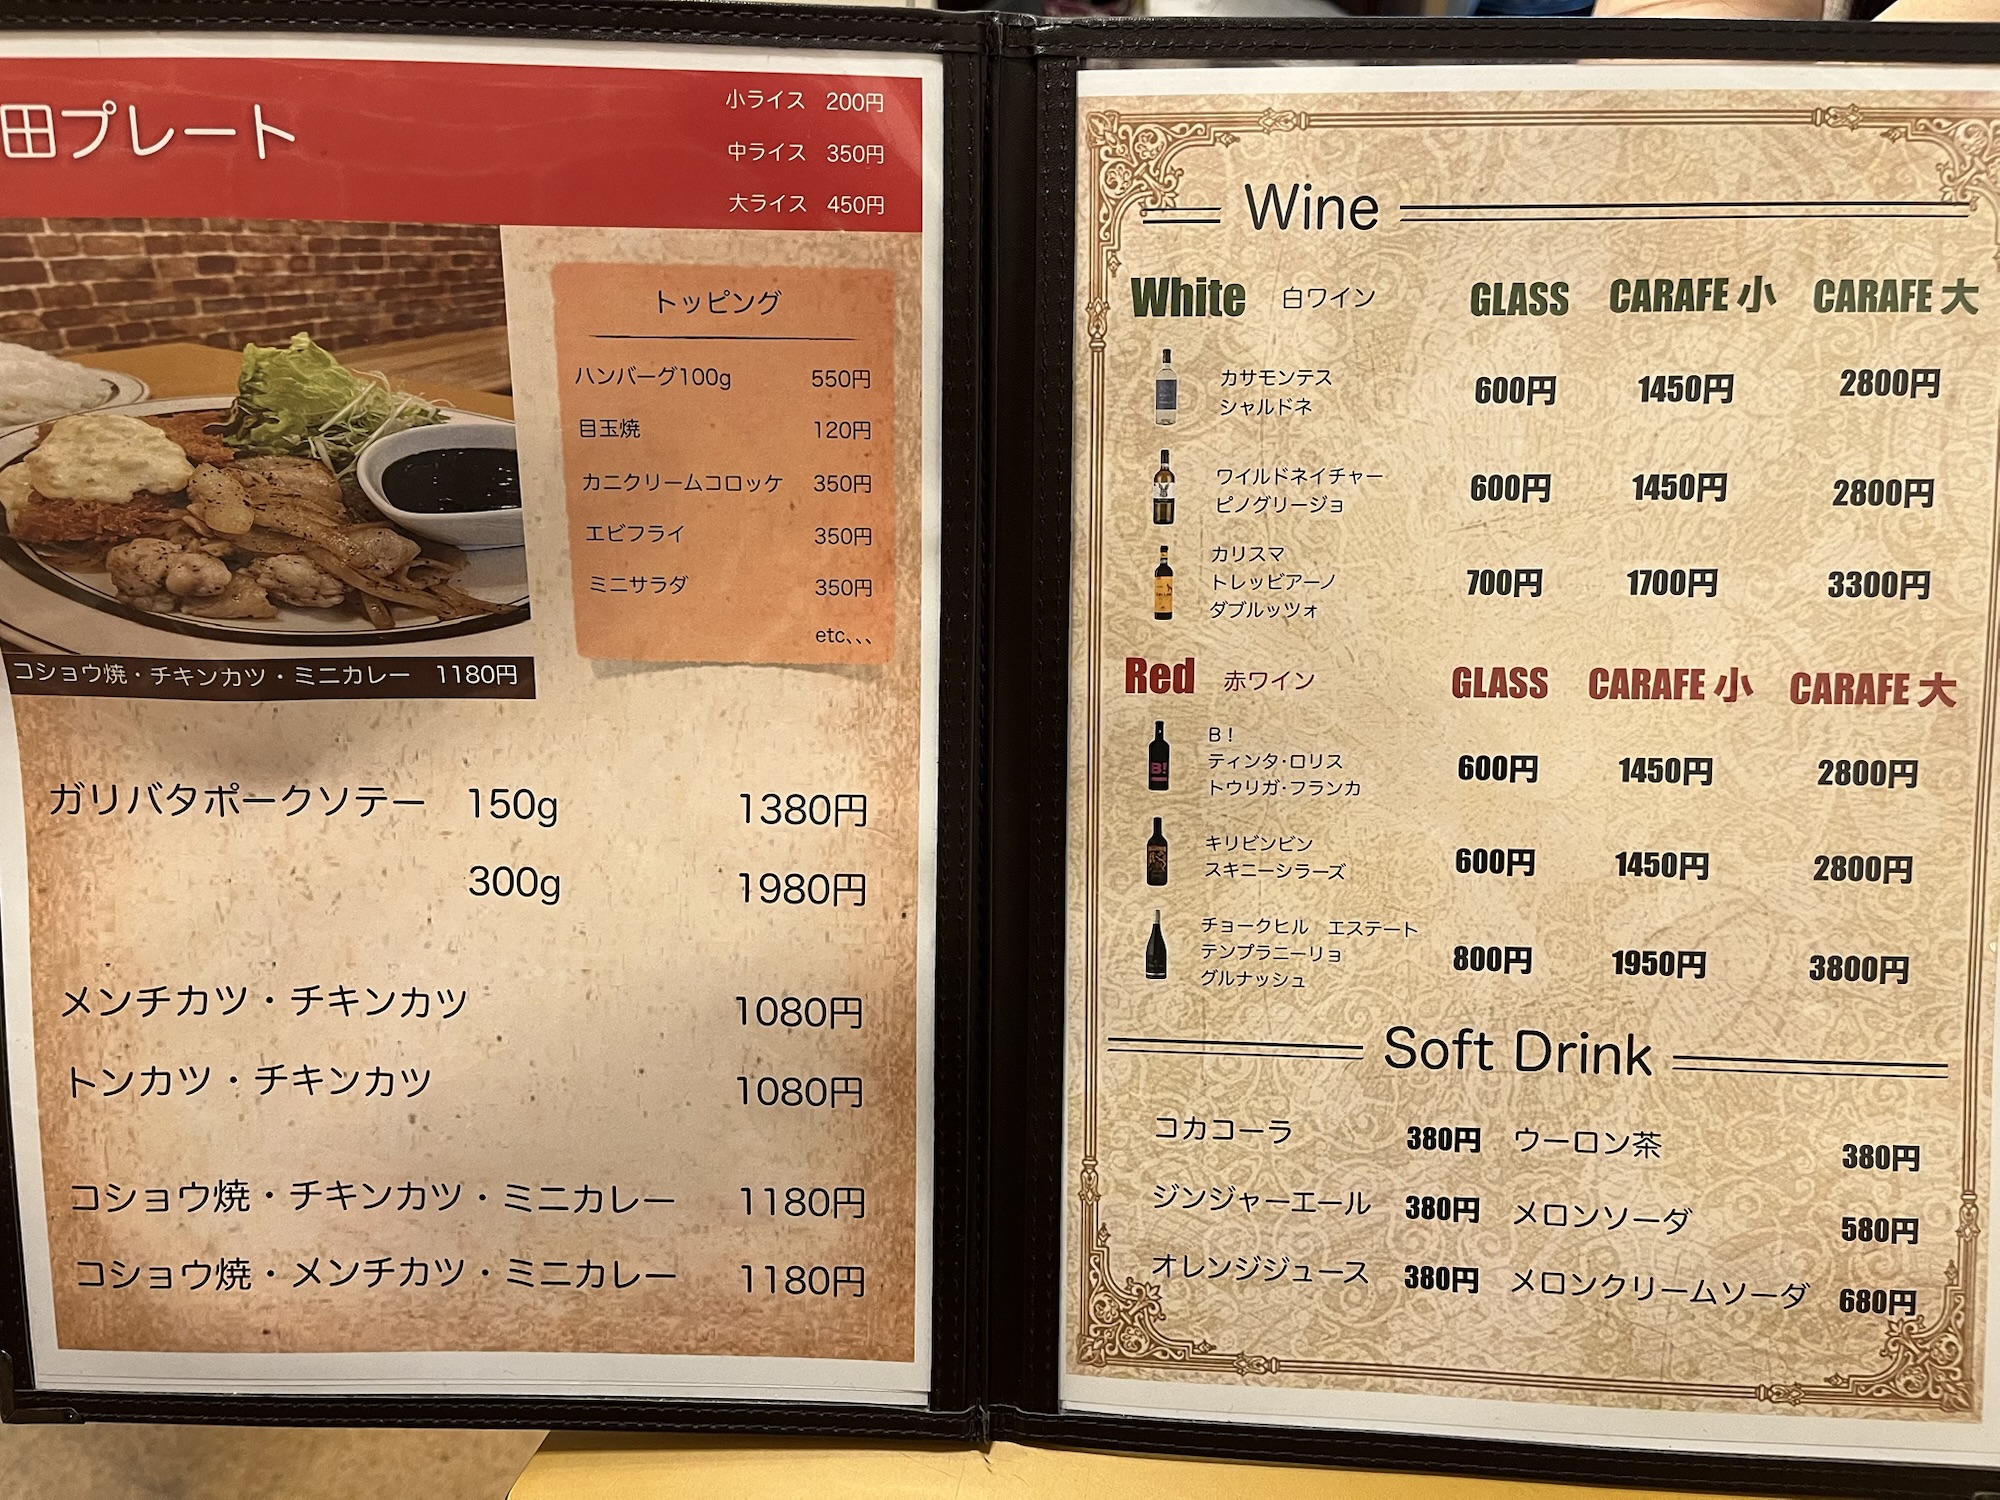 田プレート
小ライス 200円
中ライス 350円
大ライス 450円
トッピング
ハンバーグ100g 550円
目玉焼 120円
カニクリームコロッケ 350円
エビフライ 350円
ミニサラダ 350円
etc、、、
コショウ焼・チキンカツ・ミニカレー 1180円
ガリバタポークソテー 150g 1380円
300g 1980円
メンチカツ・チキンカツ 1080円
トンカツ・チキンカツ 1080円
コショウ焼・チキンカツ・ミニカレー 1180円
コショウ焼・メンチカツ・ミニカレー 1180円
Wine
White 白ワイン GLASS CARAFE 小 CARAFE 大
カサモンテス
シャルドネ 600円 1450円 2800円
ワイルドネイチャー
ピノグリージョ 600円 1450円 2800円
カリスマ
トレッビアーノ 700円 1700円 3300円
ダブルッツォ
Red 赤ワイン GLASS CARAFE 小 CARAFE 大
B！
ティンタ・ロリス 600円 1450円 2800円
トウリガ・フランカ
B!
キリビンビン
スキニーシラーズ 600円 1450円 2800円
チョークヒル エステート
テンプラニーリョ 800円 1950円 3800円
グルナッシュ
Soft Drink
コカコーラ 380円 ウーロン茶 380円
ジンジャーエール 380円 メロンソーダ 580円
オレンジジュース 380円 メロンクリームソーダ 680円